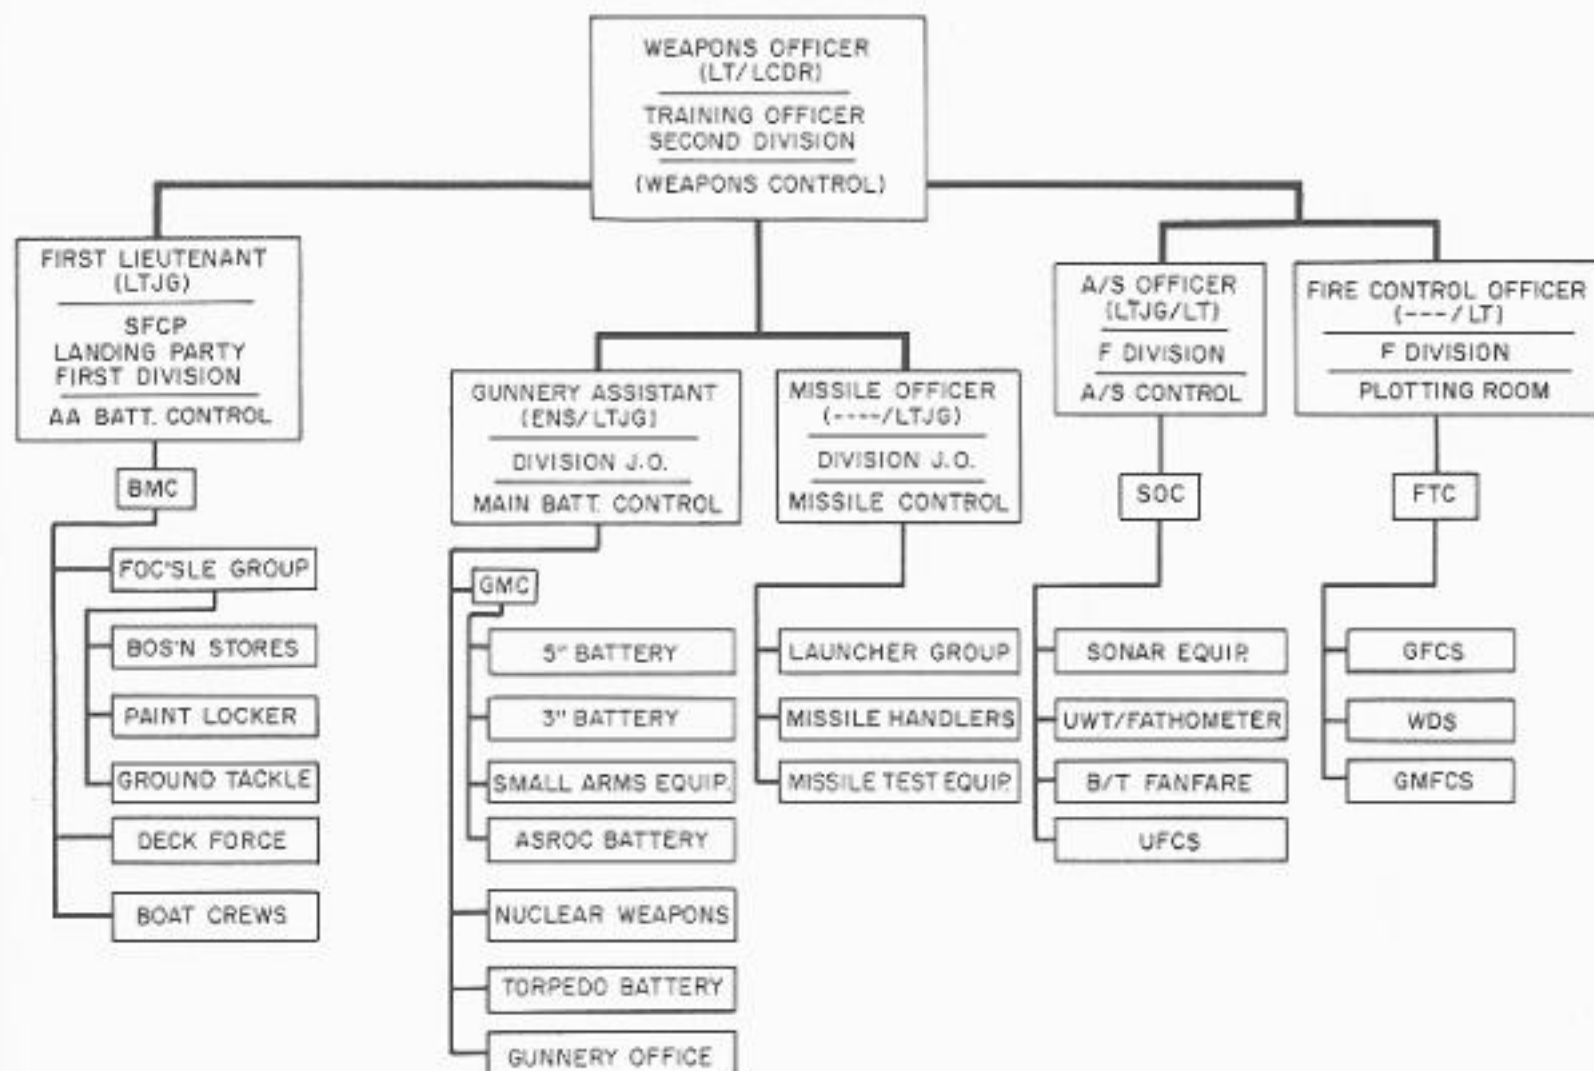 WEAPONS OFFICER
(LT/LCDR)
TRAINING OFFICER
SECOND DIVISION
(WEAPONS CONTROL)
FIRST LIEUTENANT
(LTJG)
SFCP
LANDING PARTY
FIRST DIVISION
AA BATT. CONTROL
BMC
FOC'SLE GROUP
BOS'N STORES
PAINT LOCKER
GROUND TACKLE
DECK FORCE
BOAT CREWS
GUNNERY ASSISTANT
(ENS/LTJG)
DIVISION J.O.
MAIN BATT. CONTROL
GMC
5" BATTERY
3" BATTERY
SMALL ARMS EQUIP.
ASROC BATTERY
NUCLEAR WEAPONS
TORPEDO BATTERY
GUNNERY OFFICE
MISSILE OFFICER
(----/LTJG)
DIVISION J.O.
MISSILE CONTROL
LAUNCHER GROUP
MISSILE HANDLERS
MISSILE TEST EQUIP.
A/S OFFICER
(LTJG/LT)
F DIVISION
A/S CONTROL
SOC
SONAR EQUIP.
UWT/FATHOMETER
B/T FANFARE
UFCS
FIRE CONTROL OFFICER
(---/LT)
F DIVISION
PLOTTING ROOM
FTC
GFCS
WDS
GMFCS